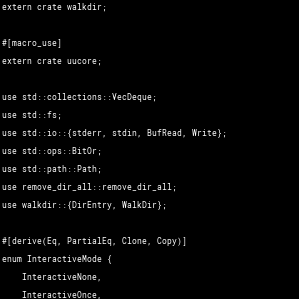 extern crate walkdir;
#[macro_use]
extern crate uucore;
use std::collections::VecDeque;
use std::fs;
use std::io::{stderr, stdin, BufRead, Write};
use std::ops::BitOr;
use std::path::Path;
use remove_dir_all::remove_dir_all;
use walkdir::{DirEntry, WalkDir};
#[derive(Eq, PartialEq, Clone, Copy)]
enum InteractiveMode {
    InteractiveNone,
    InteractiveOnce,